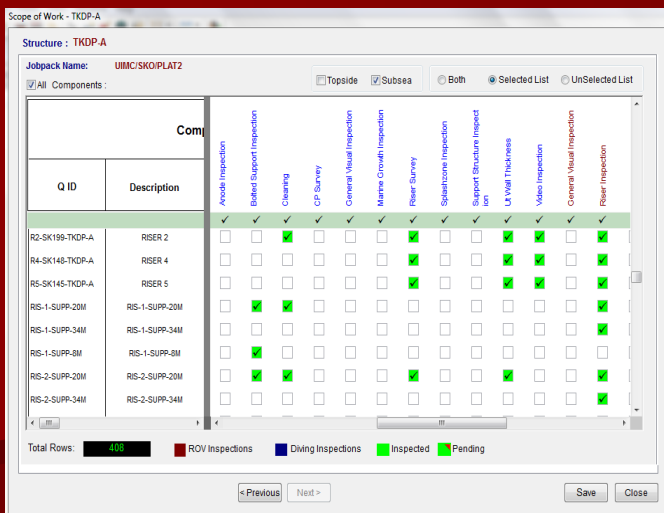 Scope of Work - TKDP-A
Structure : TKDP-A
Jobpack Name: UIMC/SKO/PLAT2
All Components :
Topside Subsea Both Selected List UnSelected List
Comp
Q ID Description
Anode Inspection
Bolted Support Inspection
Cleaning
CP Survey
General Visual Inspection
Marine Growth Inspection
Riser Survey
Splashzone Inspection
Support Structure Inspect
ion
Ut Wall Thickness
Video Inspection
General Visual Inspection
Riser Inspection
R2-SK199-TKDP-A RISER 2
R4-SK148-TKDP-A RISER 4
R5-SK145-TKDP-A RISER 5
RIS-1-SUPP-20M RIS-1-SUPP-20M
RIS-1-SUPP-34M RIS-1-SUPP-34M
RIS-1-SUPP-8M RIS-1-SUPP-8M
RIS-2-SUPP-20M RIS-2-SUPP-20M
RIS-2-SUPP-34M RIS-2-SUPP-34M
Total Rows: 408 ROV Inspections Diving Inspections Inspected Pending
< Previous Next > Save Close